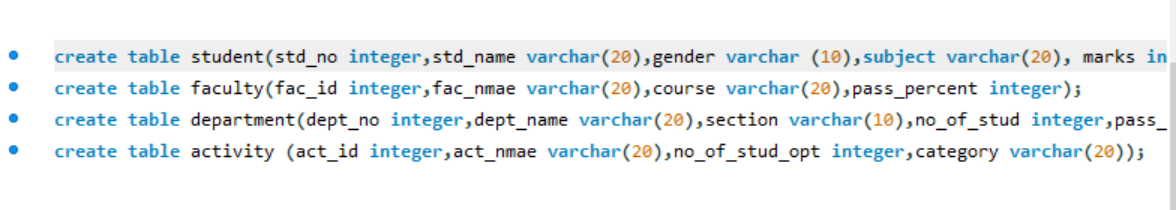 create table student(std_no integer,std_name varchar(20),gender varchar (10),subject varchar(20), marks in
create table faculty(fac_id integer,fac_nmae varchar(20),course varchar(20),pass_percent integer);
create table department(dept_no integer,dept_name varchar(20),section varchar(10),no_of_stud integer,pass_
create table activity (act_id integer,act_nmae varchar(20),no_of_stud_opt integer,category varchar(20));